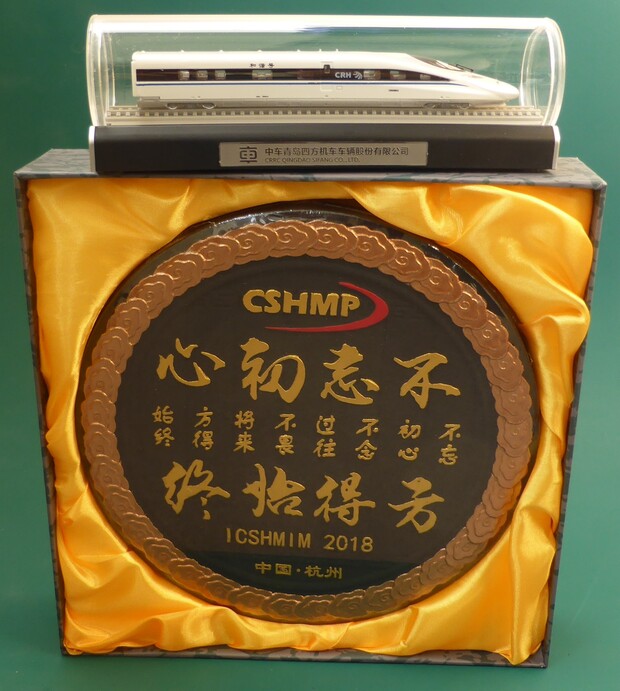 和谐号
CRH
中车青岛四方机车车辆股份有限公司
CRRC QINGDAO SIFANG CO., LTD.
CSHMP
不忘初心
不忘
初心
不念
过往
不畏
将来
方得
始终
方得始终
ICSHMIM 2018
中国·杭州